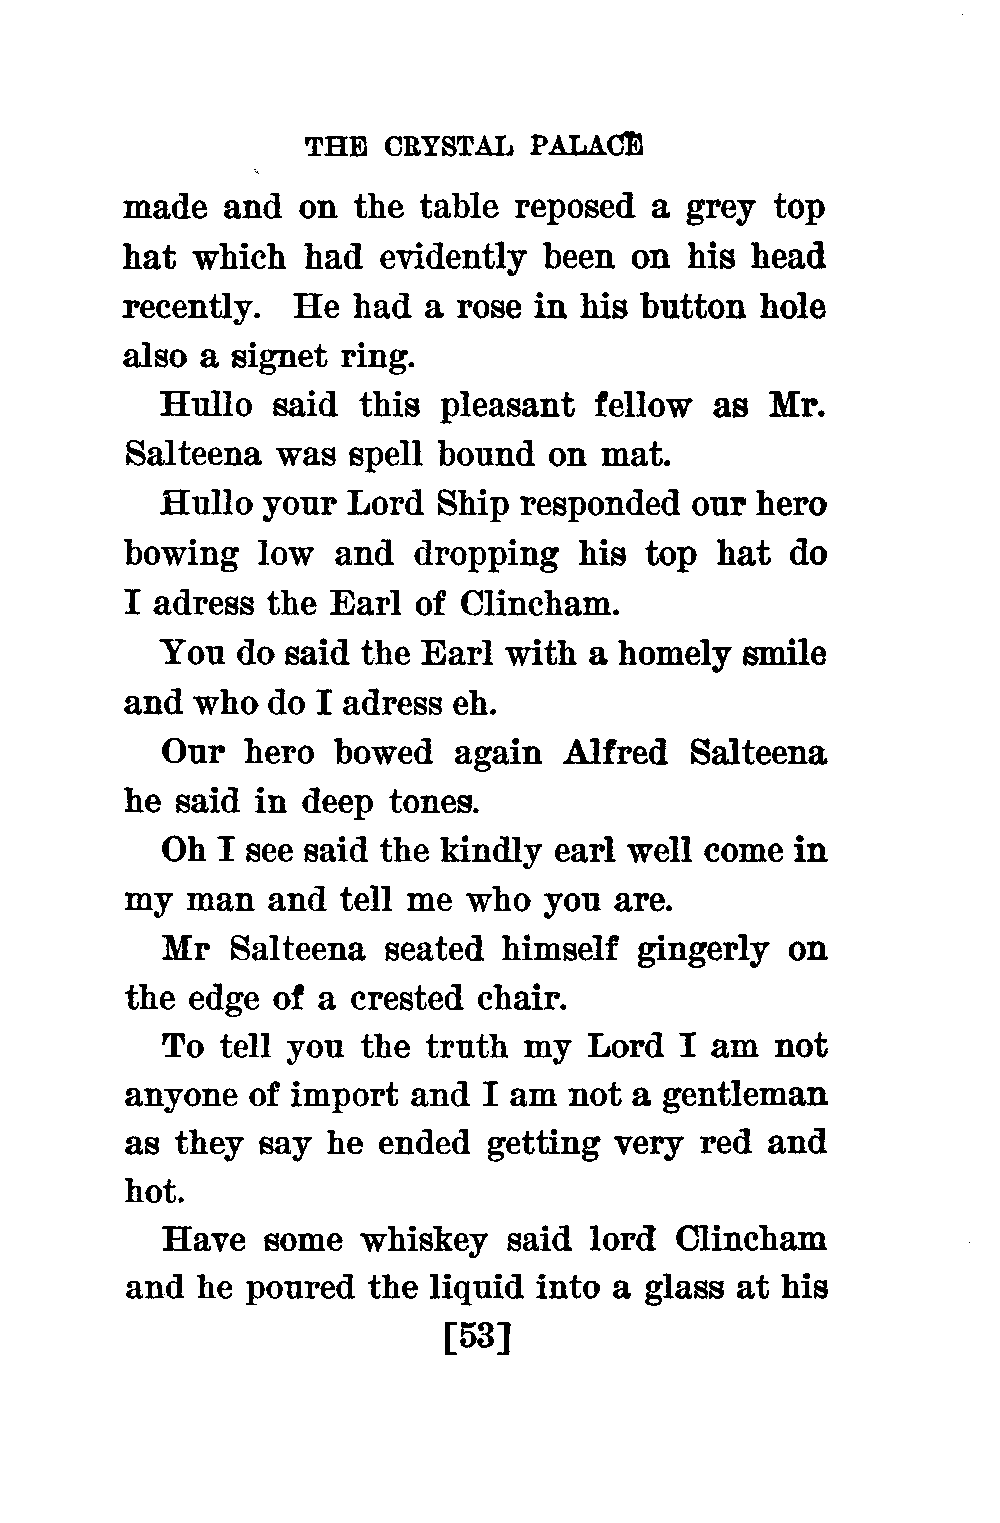 THE CRYSTAL PALACE
made and on the table reposed a grey top
hat which had evidently been on his head
recently. He had a rose in his button hole
also a signet ring.
Hullo said this pleasant fellow as Mr.
Salteena was spell bound on mat.
Hullo your Lord Ship responded our hero
bowing low and dropping his top hat do
I adress the Earl of Clincham.
You do said the Earl with a homely smile
and who do I adress eh.
Our hero bowed again Alfred Salteena
he said in deep tones.
Oh I see said the kindly earl well come in
my man and tell me who you are.
Mr Salteena seated himself gingerly on
the edge of a crested chair.
To tell you the truth my Lord I am not
anyone of import and I am not a gentleman
as they say he ended getting very red and
hot.
Have some whiskey said lord Clincham
and he poured the liquid into a glass at his
[53]